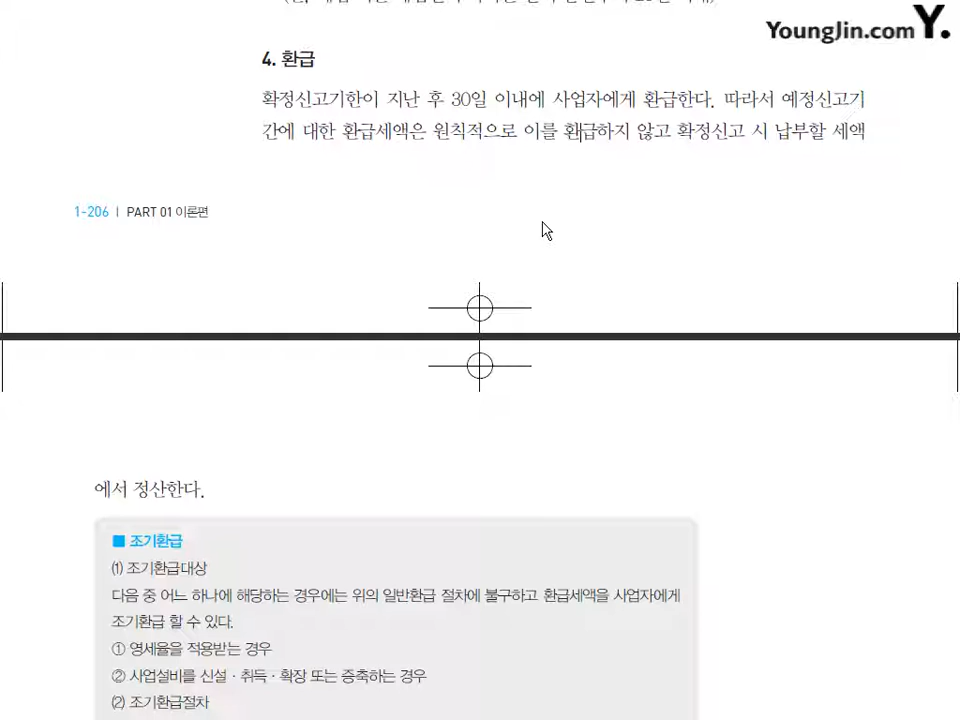 YoungJin.com Y.
4. 환급
확정신고기한이 지난 후 30일 이내에 사업자에게 환급한다. 따라서 예정신고기
간에 대한 환급세액은 원칙적으로 이를 환급하지 않고 확정신고 시 납부할 세액
1-206 | PART 01 이론편
에서 정산한다.
■ 조기환급
(1) 조기환급대상
다음 중 어느 하나에 해당하는 경우에는 위의 일반환급 절차에 불구하고 환급세액을 사업자에게
조기환급 할 수 있다.
① 영세율을 적용받는 경우
② 사업설비를 신설 · 취득 · 확장 또는 증축하는 경우
(2) 조기환급절차